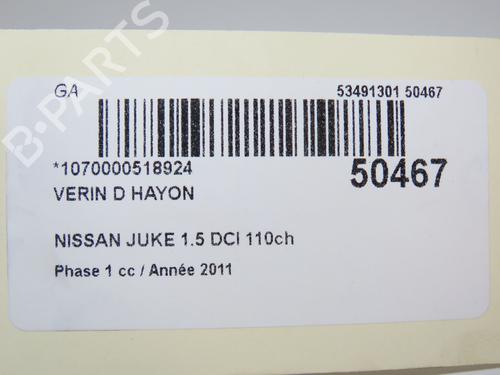 GA 53491301 50467
*1070000518924 50467
VERIN D HAYON
NISSAN JUKE 1.5 DCI 110ch
Phase 1 cc / Année 2011
B-PARTS